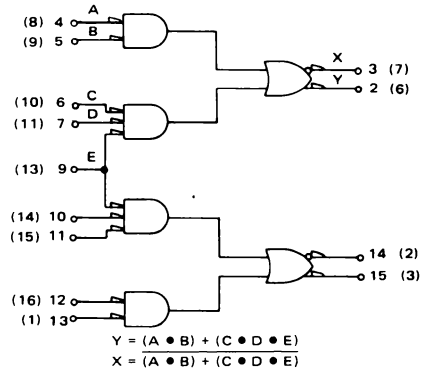 A
(8) 4
B
(9) 5
X
3 (7)
Y
2 (6)
C
(10) 6
D
(11) 7
E
(13) 9
(14) 10
(15) 11
14 (2)
15 (3)
(16) 12
(1) 13
Y = (A • B) + (C • D • E)
X = (A • B) + (C • D • E)